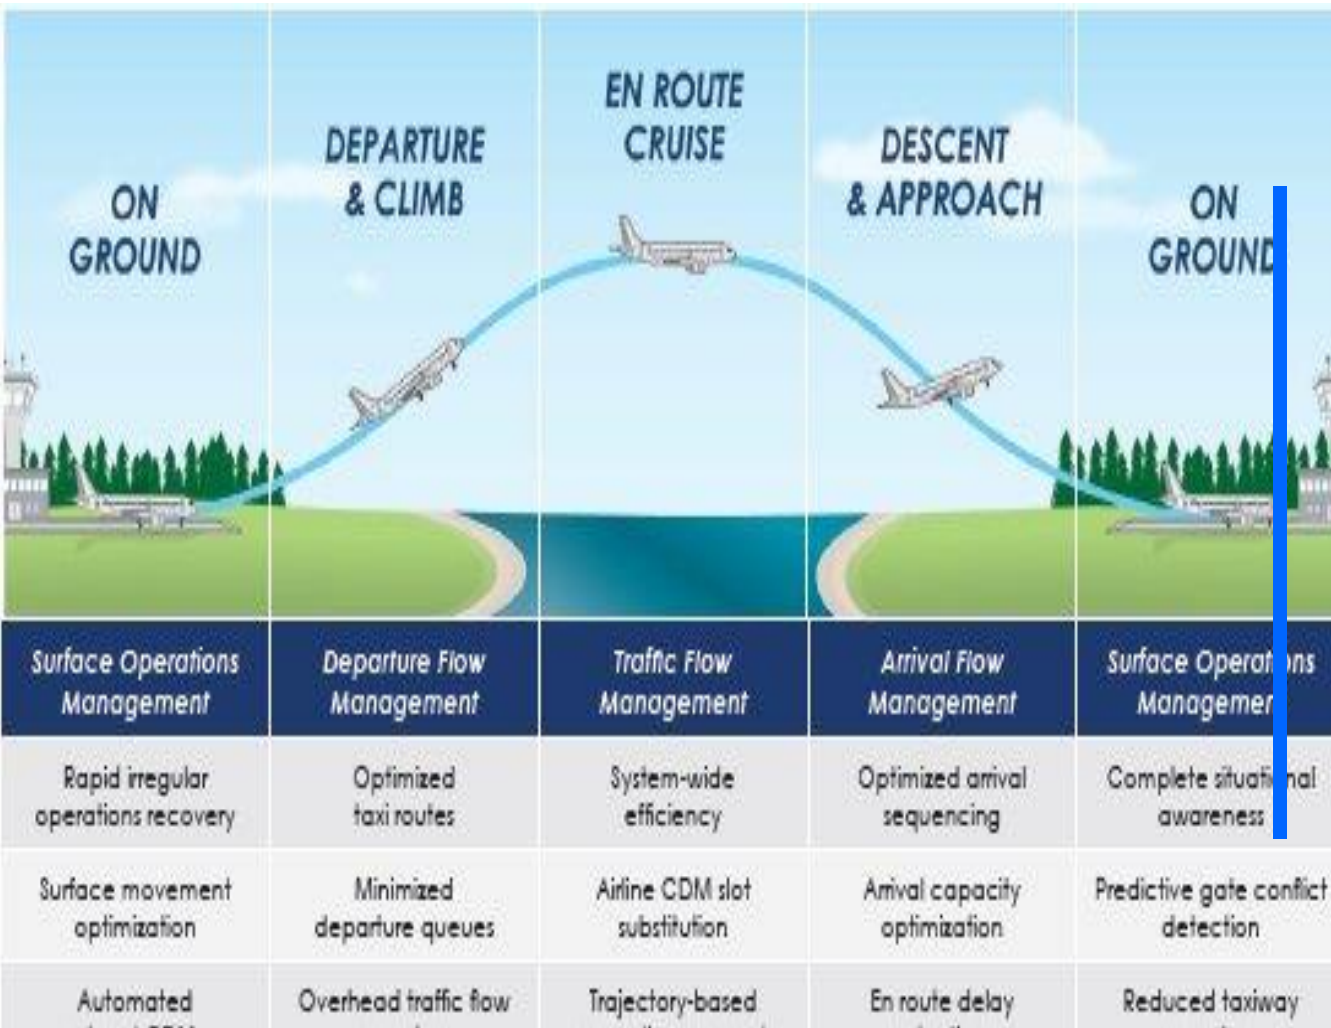 ON
GROUND
DEPARTURE
& CLIMB
EN ROUTE
CRUISE
DESCENT
& APPROACH
ON
GROUND
Surface Operations
Management
Departure Flow
Management
Traffic Flow
Management
Arrival Flow
Management
Surface Operations
Management
Rapid irregular
operations recovery
Optimized
taxi routes
System-wide
efficiency
Optimized arrival
sequencing
Complete situational
awareness
Surface movement
optimization
Minimized
departure queues
Airline CDM slot
substitution
Arrival capacity
optimization
Predictive gate conflict
detection
Automated
Overhead traffic flow
Trajectory-based
En route delay
Reduced taxiway